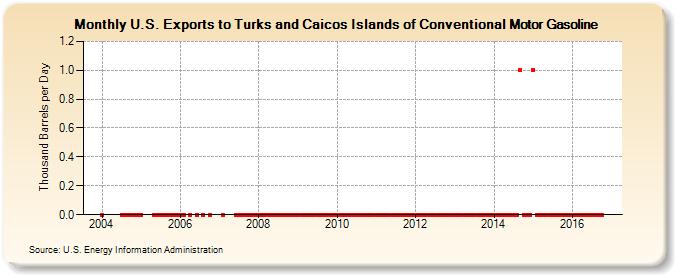 Monthly U.S. Exports to Turks and Caicos Islands of Conventional Motor Gasoline
Thousand Barrels per Day
1.2
1.0
0.8
0.6
0.4
0.2
0.0
2004 2006 2008 2010 2012 2014 2016
Source: U.S. Energy Information Administration